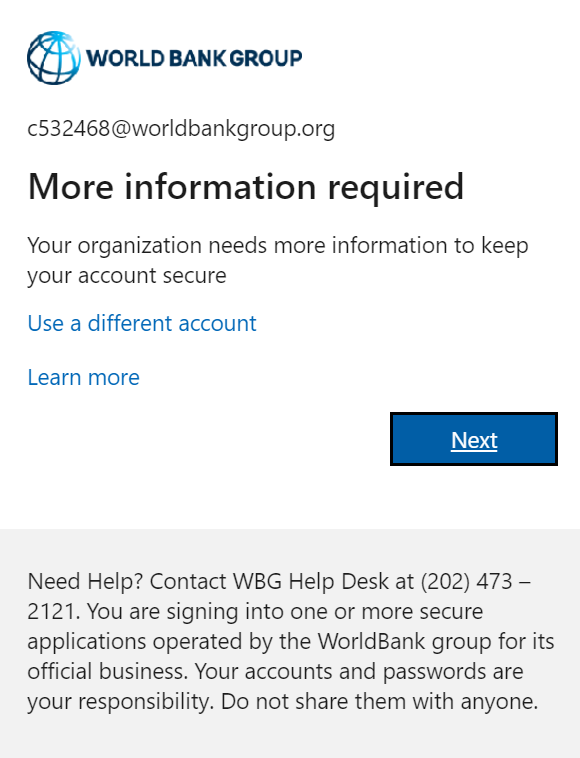 WORLD BANK GROUP
c532468@worldbankgroup.org
More information required
Your organization needs more information to keep
your account secure
Use a different account
Learn more
Next
Need Help? Contact WBG Help Desk at (202) 473 –
2121. You are signing into one or more secure
applications operated by the WorldBank group for its
official business. Your accounts and passwords are
your responsibility. Do not share them with anyone.